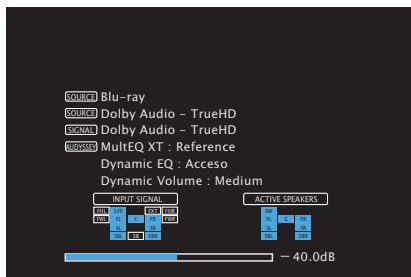 SOURCE Blu-ray
SOURCE Dolby Audio - TrueHD
SIGNAL Dolby Audio - TrueHD
AUDYSSEY MultEQ XT : Reference
Dynamic EQ : Acceso
Dynamic Volume : Medium
INPUT SIGNAL ACTIVE SPEAKERS
FHL LFE EXT FHR SW
FWL FL C FR FWR FL C FR
SL SR SL SR
SBL SB SBR SBL SBR
- 40.0dB